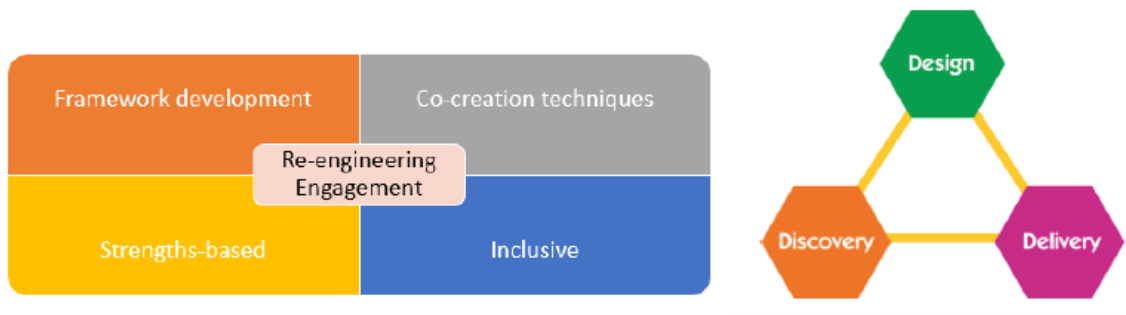 Framework development
Co-creation techniques
Re-engineering
Engagement
Strengths-based
Inclusive
Design
Discovery
Delivery